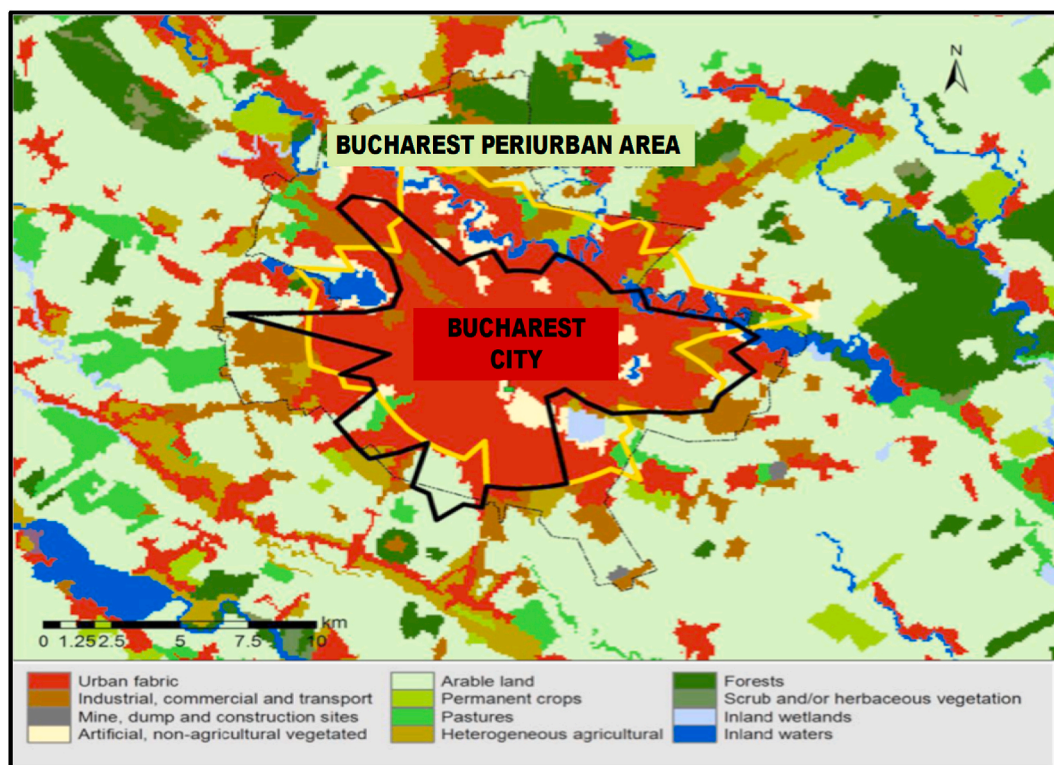 N
BUCHAREST PERIURBAN AREA
BUCHAREST
CITY
km
0 1.25 2.5 5 7.5 10
Urban fabric
Industrial, commercial and transport
Mine, dump and construction sites
Artificial, non-agricultural vegetated
Arable land
Permanent crops
Pastures
Heterogeneous agricultural
Forests
Scrub and/or herbaceous vegetation
Inland wetlands
Inland waters